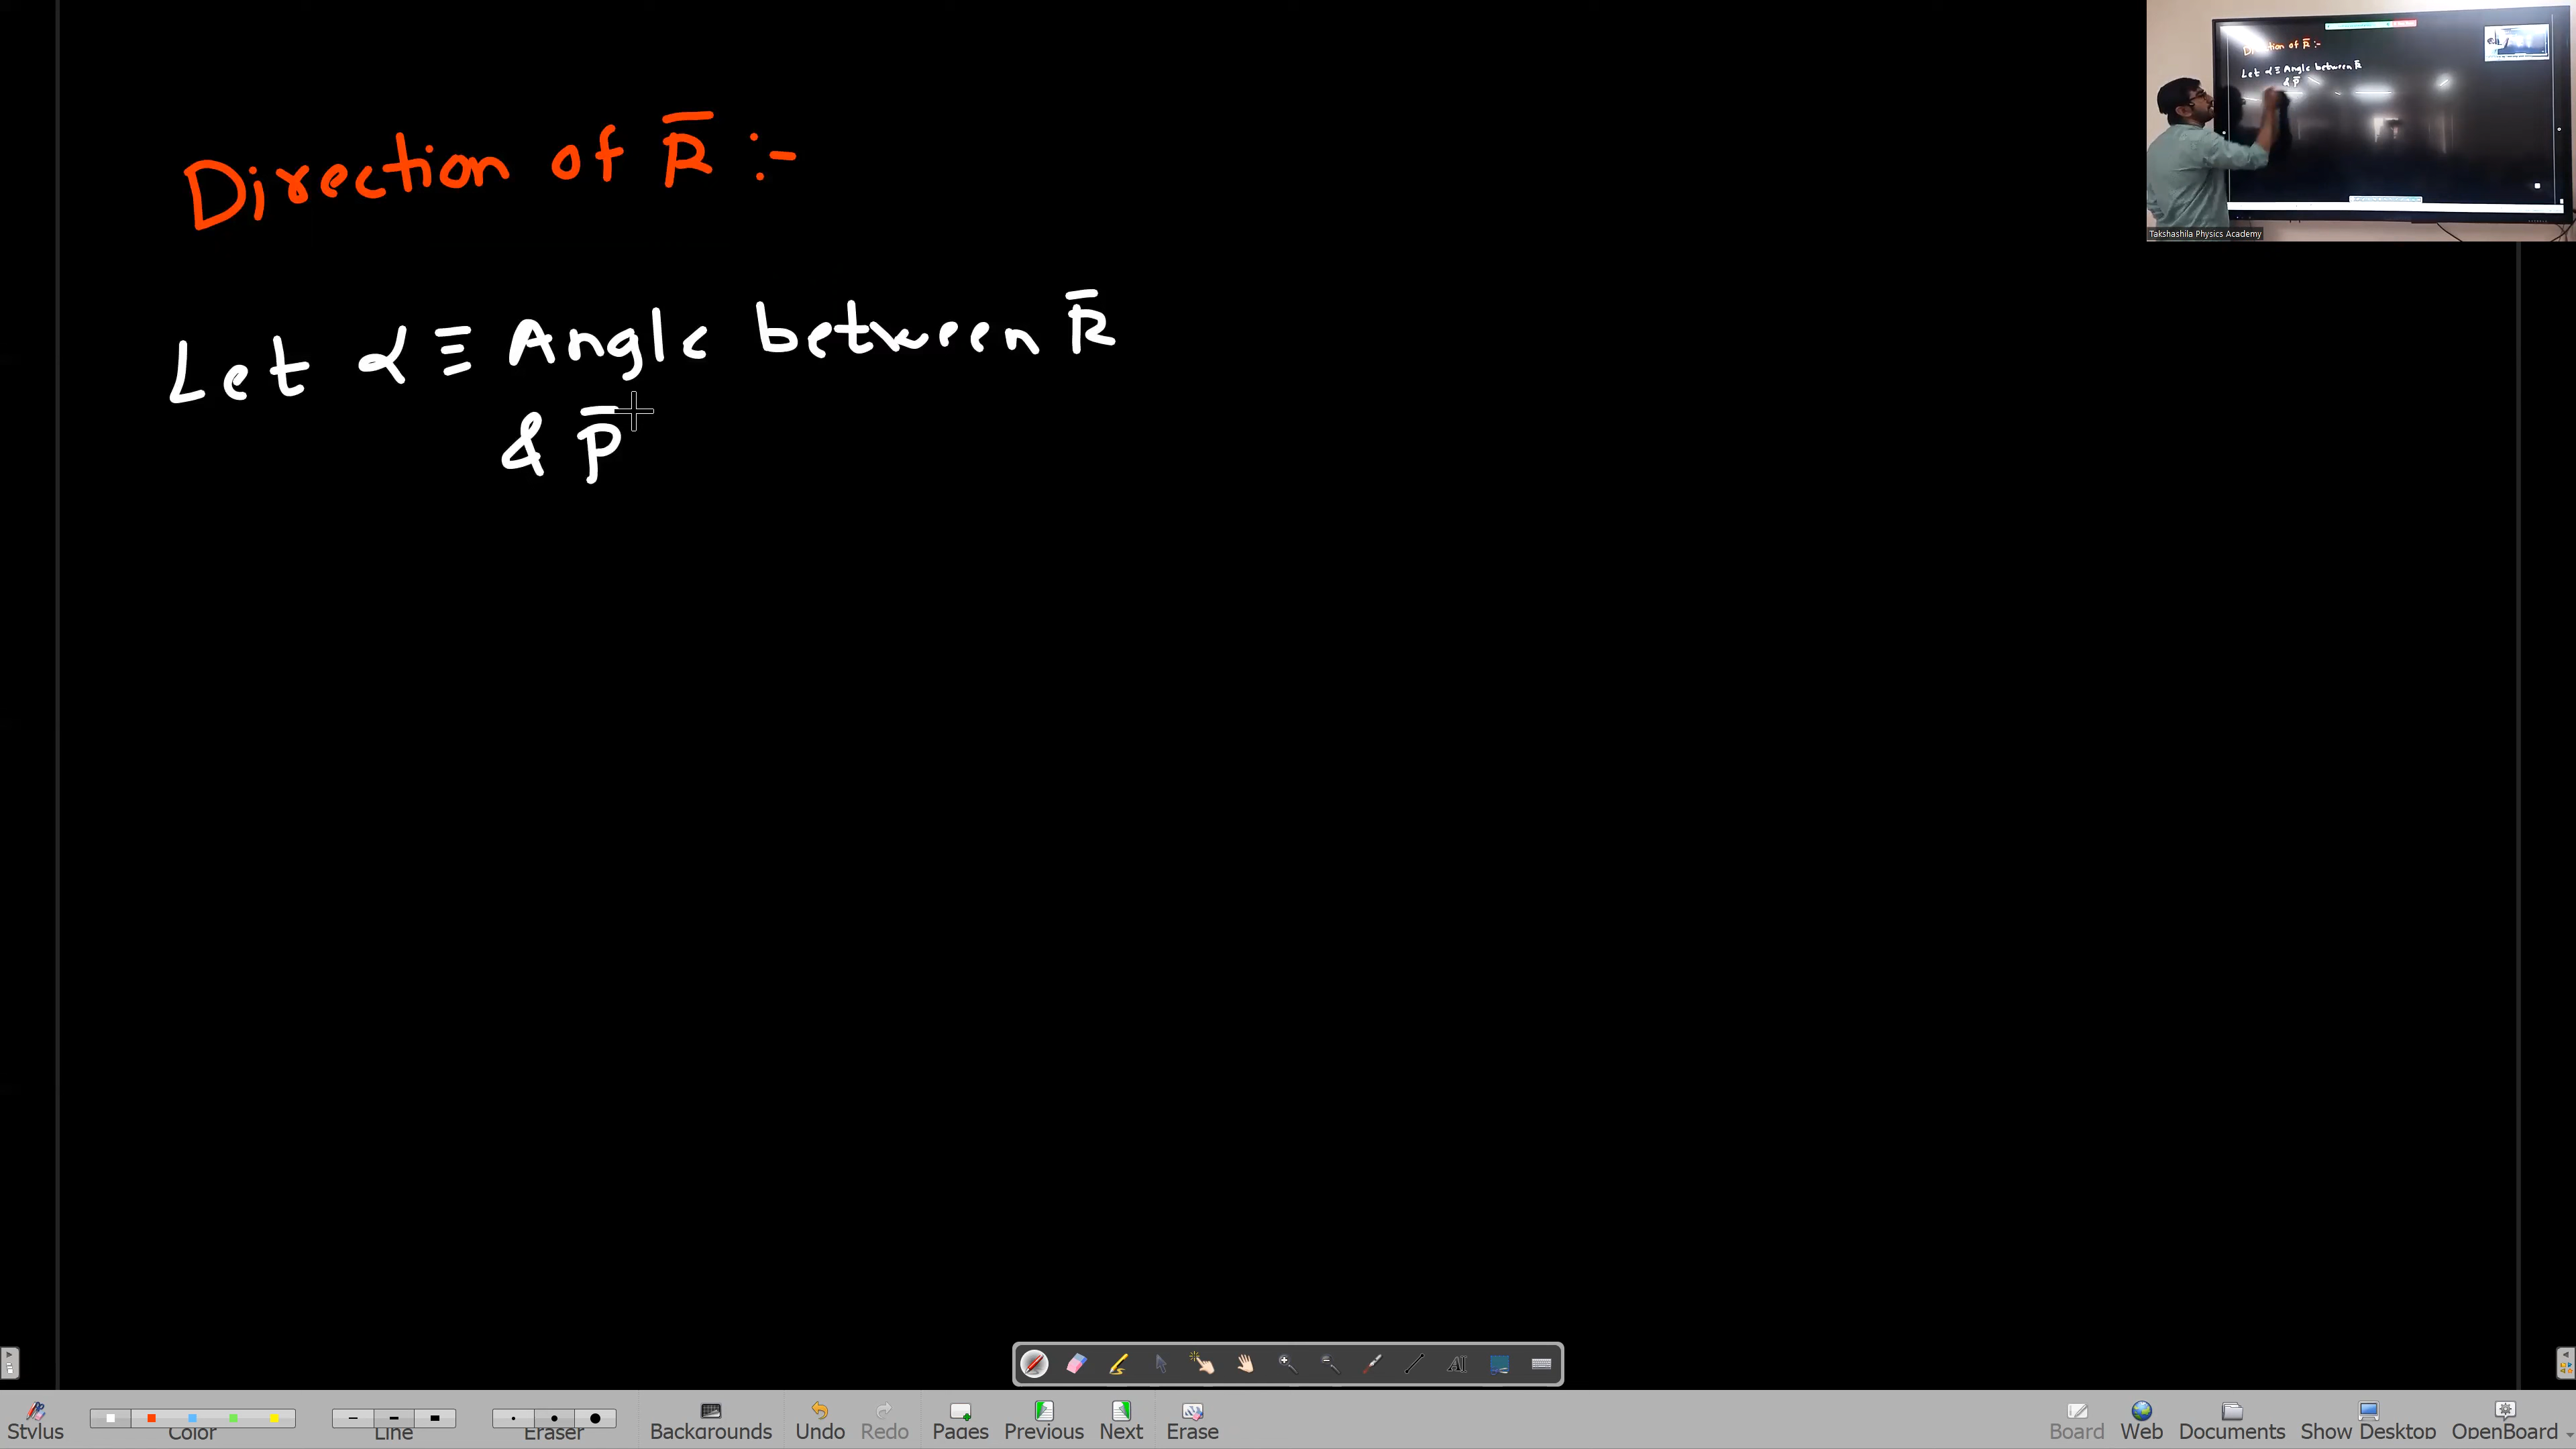 Direction of R̄ :-
Let α ≡ Angle between R̄
& P̄
Takshashila Physics Academy
Stylus
Color
Line
Eraser
Backgrounds
Undo
Redo
Pages
Previous
Next
Erase
Board
Web
Documents
Show Desktop
OpenBoard